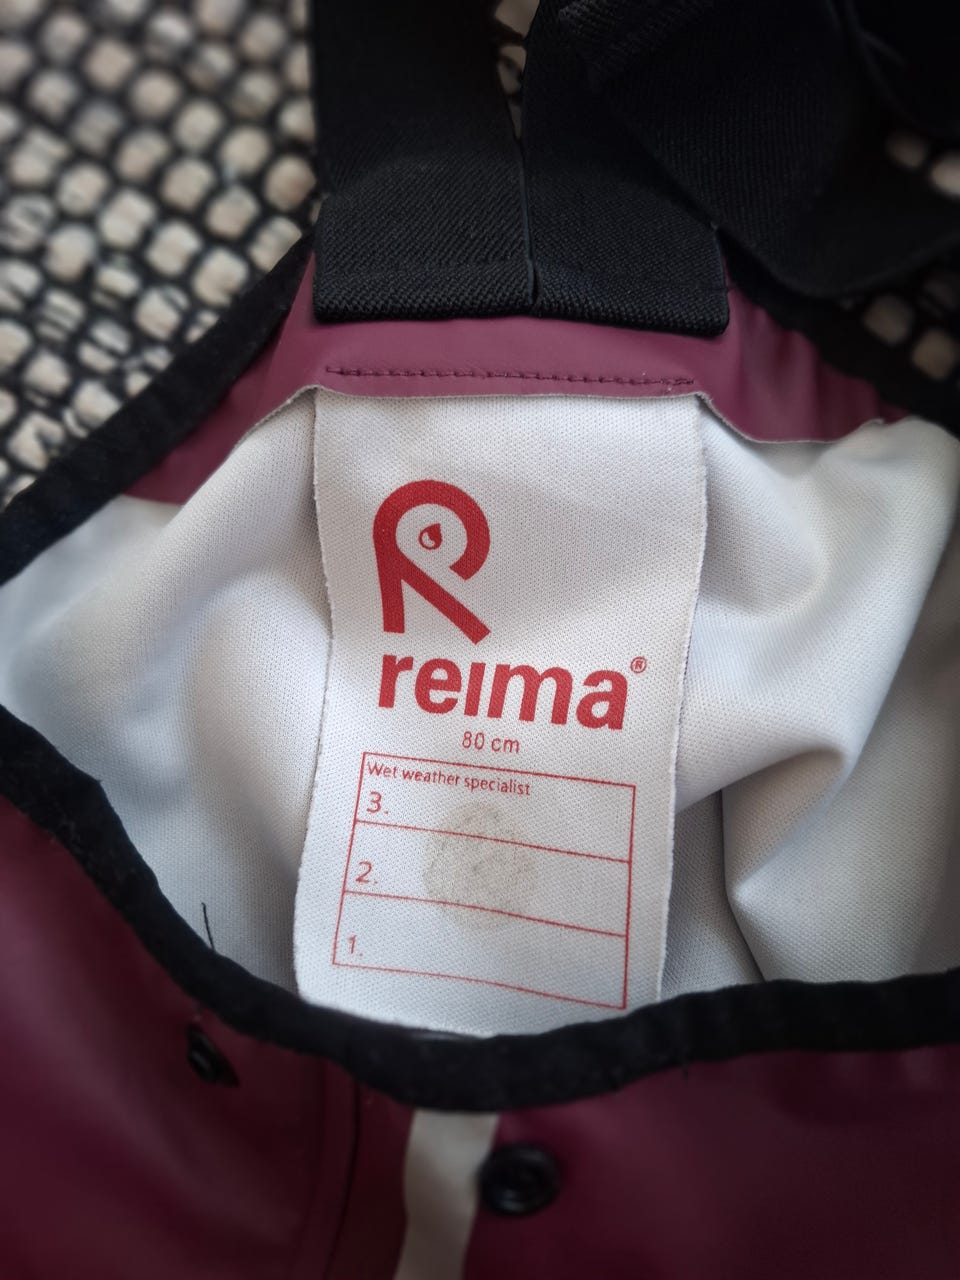 reima®
80 cm
Wet weather specialist
3.
2.
1.